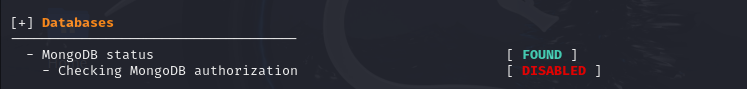 [+] Databases
------------------------------------
- MongoDB status [ FOUND ]
- Checking MongoDB authorization [ DISABLED ]